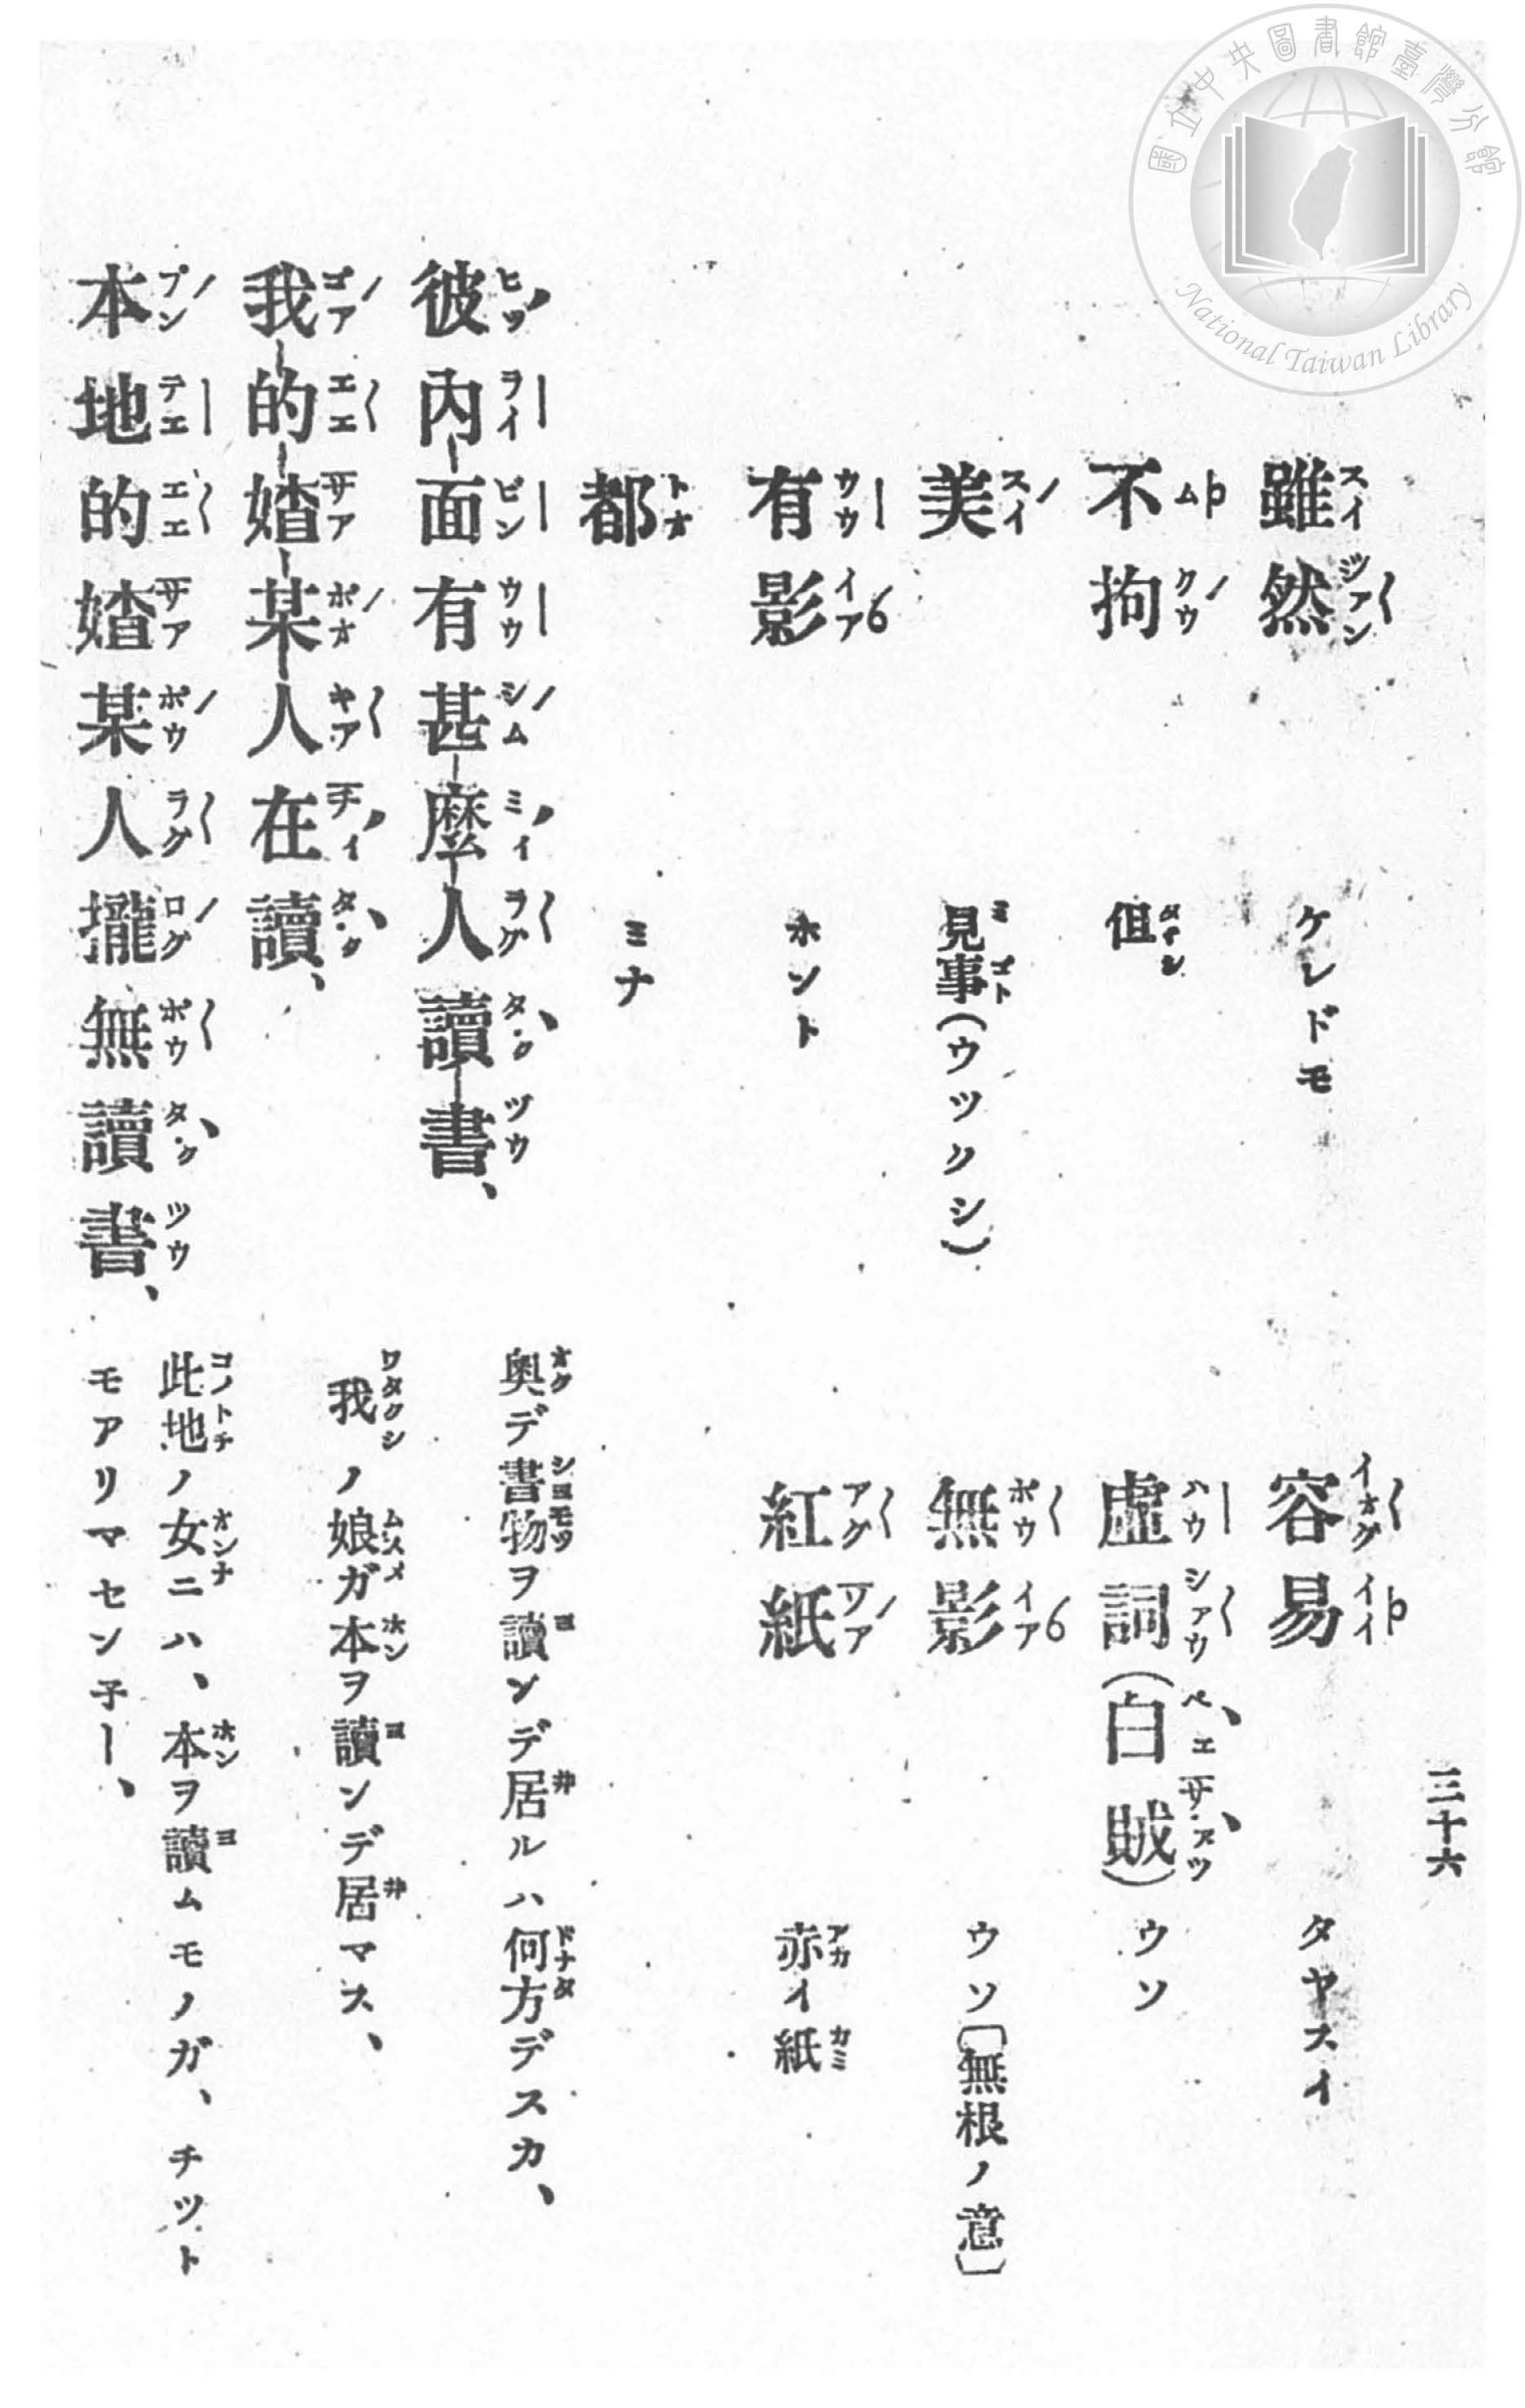 三十六
雖然 ケレドモ
容易 タヤスイ
不拘 但
虛詞(白賊) ウソ
美 見事(ウツクシ)
無影 ウソ〔無根ノ意〕
有影 ホント
紅紙 赤イ紙
都 ミナ
彼內面有甚麼人讀書、
奧デ書物ヲ讀ンデ居ルハ何方デスカ、
我的媎某人在讀、
我ノ娘ガ本ヲ讀ンデ居マス、
本地的媎某人攏無讀書、
此地ノ女ニハ、本ヲ讀ムモノガ、チツト
モアリマセン子ー、
國立中央圖書館臺灣分館
National Taiwan Library